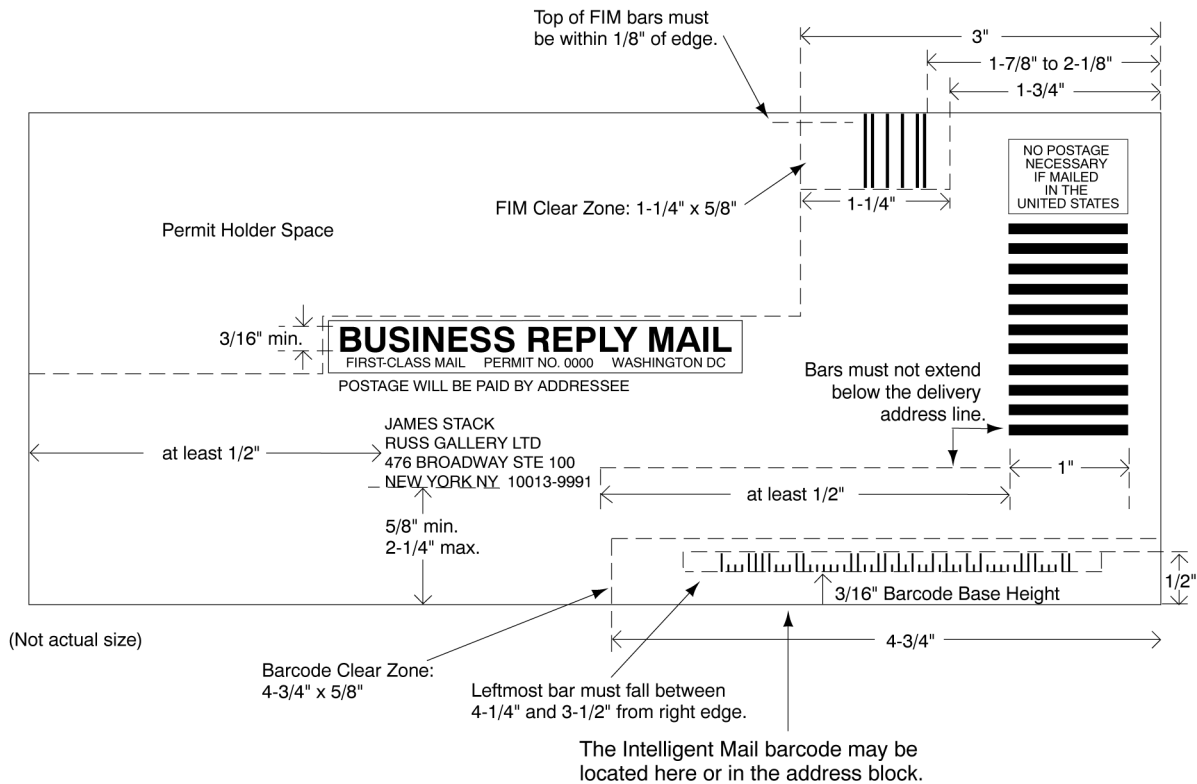 Top of FIM bars must
be within 1/8" of edge.
3"
1-7/8" to 2-1/8"
1-3/4"
NO POSTAGE
NECESSARY
IF MAILED
IN THE
UNITED STATES
FIM Clear Zone: 1-1/4" x 5/8"
1-1/4"
Permit Holder Space
3/16" min.
BUSINESS REPLY MAIL
FIRST-CLASS MAIL PERMIT NO. 0000 WASHINGTON DC
POSTAGE WILL BE PAID BY ADDRESSEE
Bars must not extend
below the delivery
address line.
JAMES STACK
RUSS GALLERY LTD
476 BROADWAY STE 100
NEW YORK NY 10013-9991
at least 1/2"
1"
at least 1/2"
5/8" min.
2-1/4" max.
1/2"
3/16" Barcode Base Height
(Not actual size)
4-3/4"
Barcode Clear Zone:
4-3/4" x 5/8"
Leftmost bar must fall between
4-1/4" and 3-1/2" from right edge.
The Intelligent Mail barcode may be
located here or in the address block.